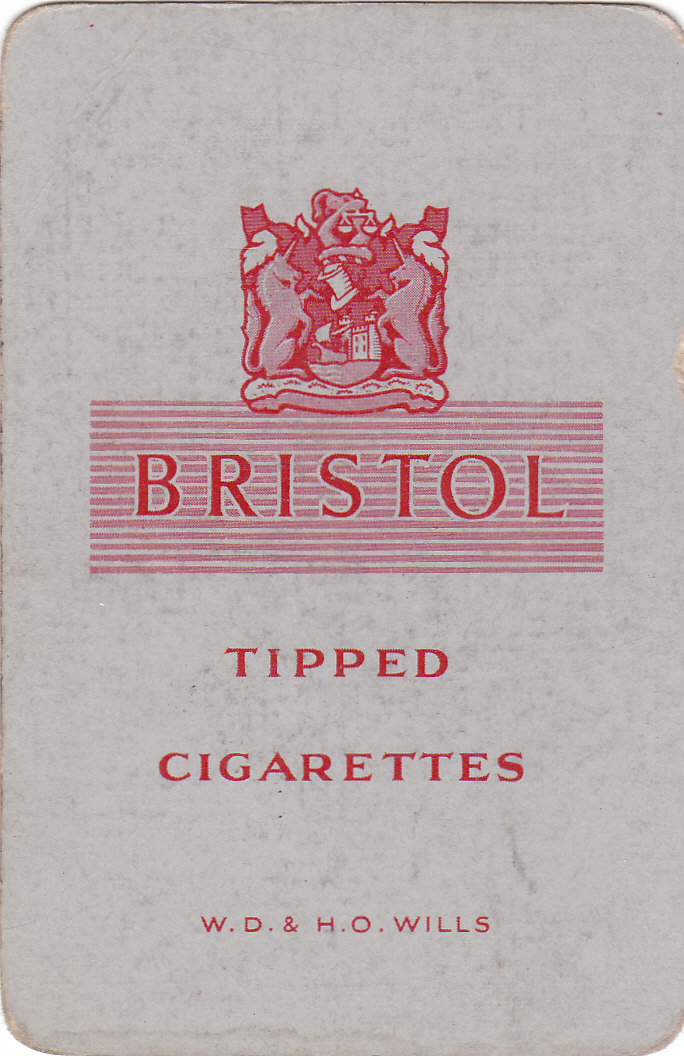 BRISTOL
TIPPED
CIGARETTES
W.D. & H.O. WILLS